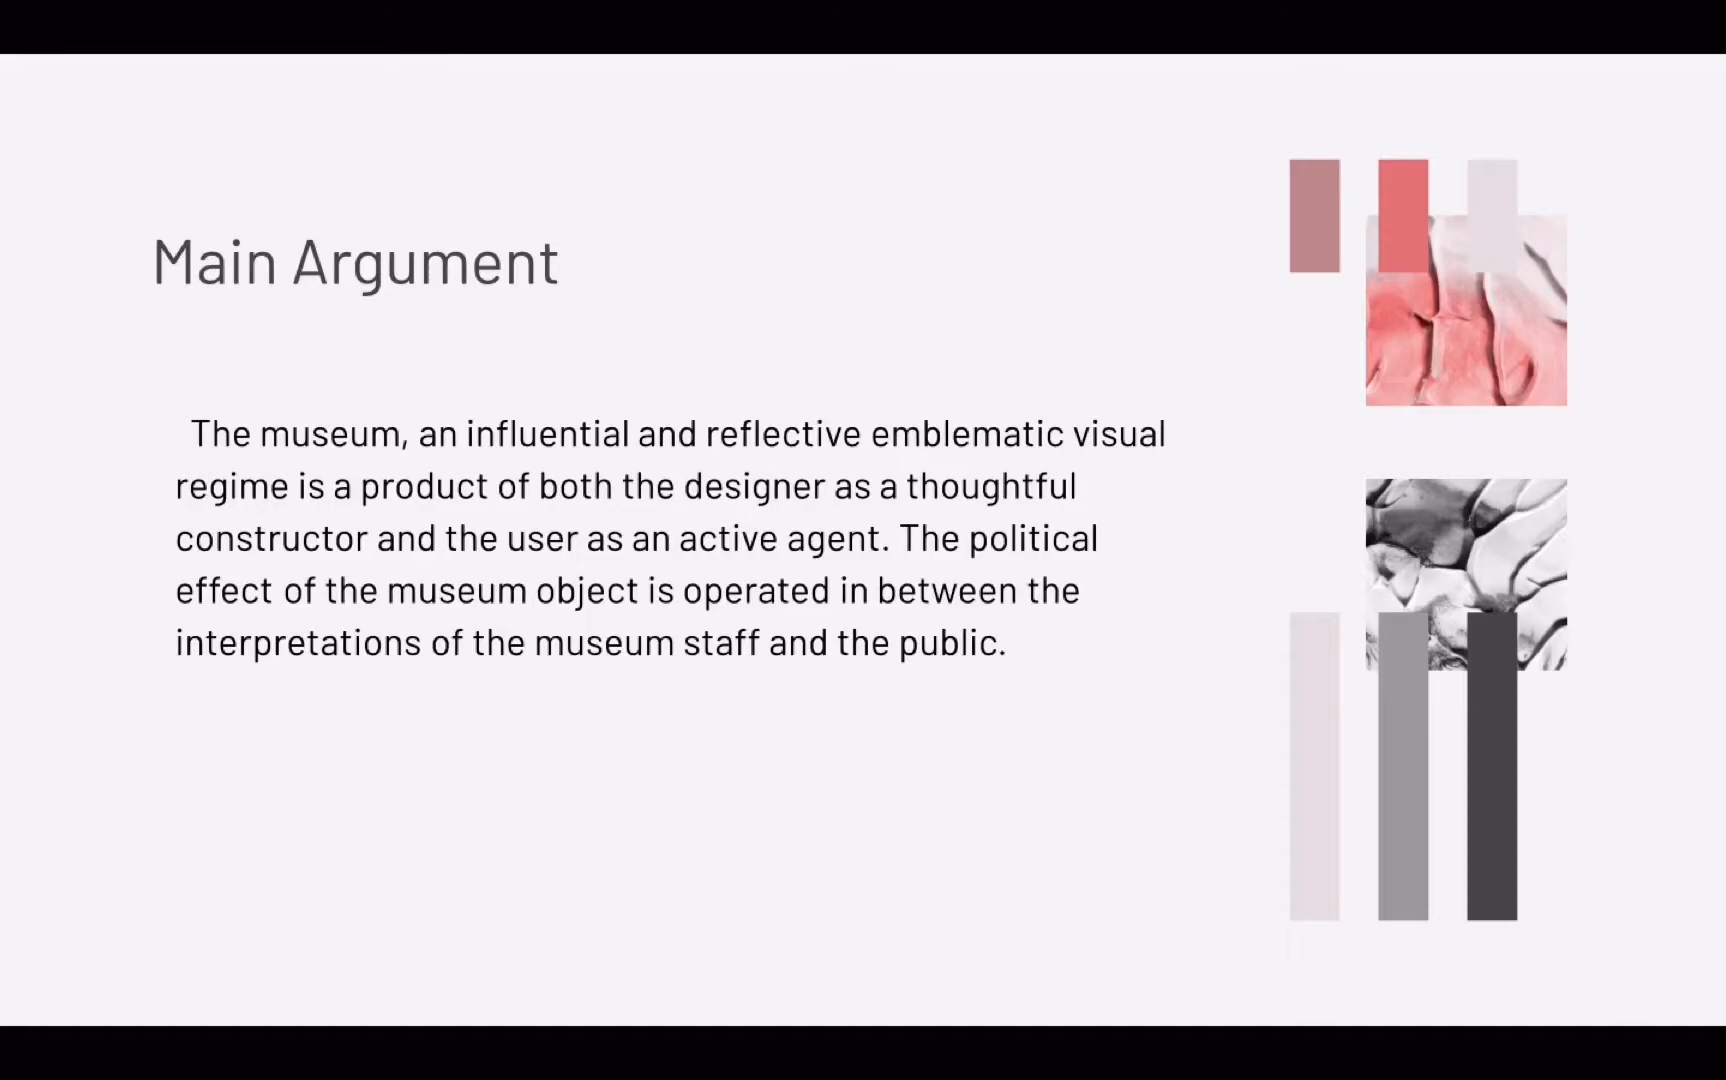 Main Argument
The museum, an influential and reflective emblematic visual
regime is a product of both the designer as a thoughtful
constructor and the user as an active agent. The political
effect of the museum object is operated in between the
interpretations of the museum staff and the public.